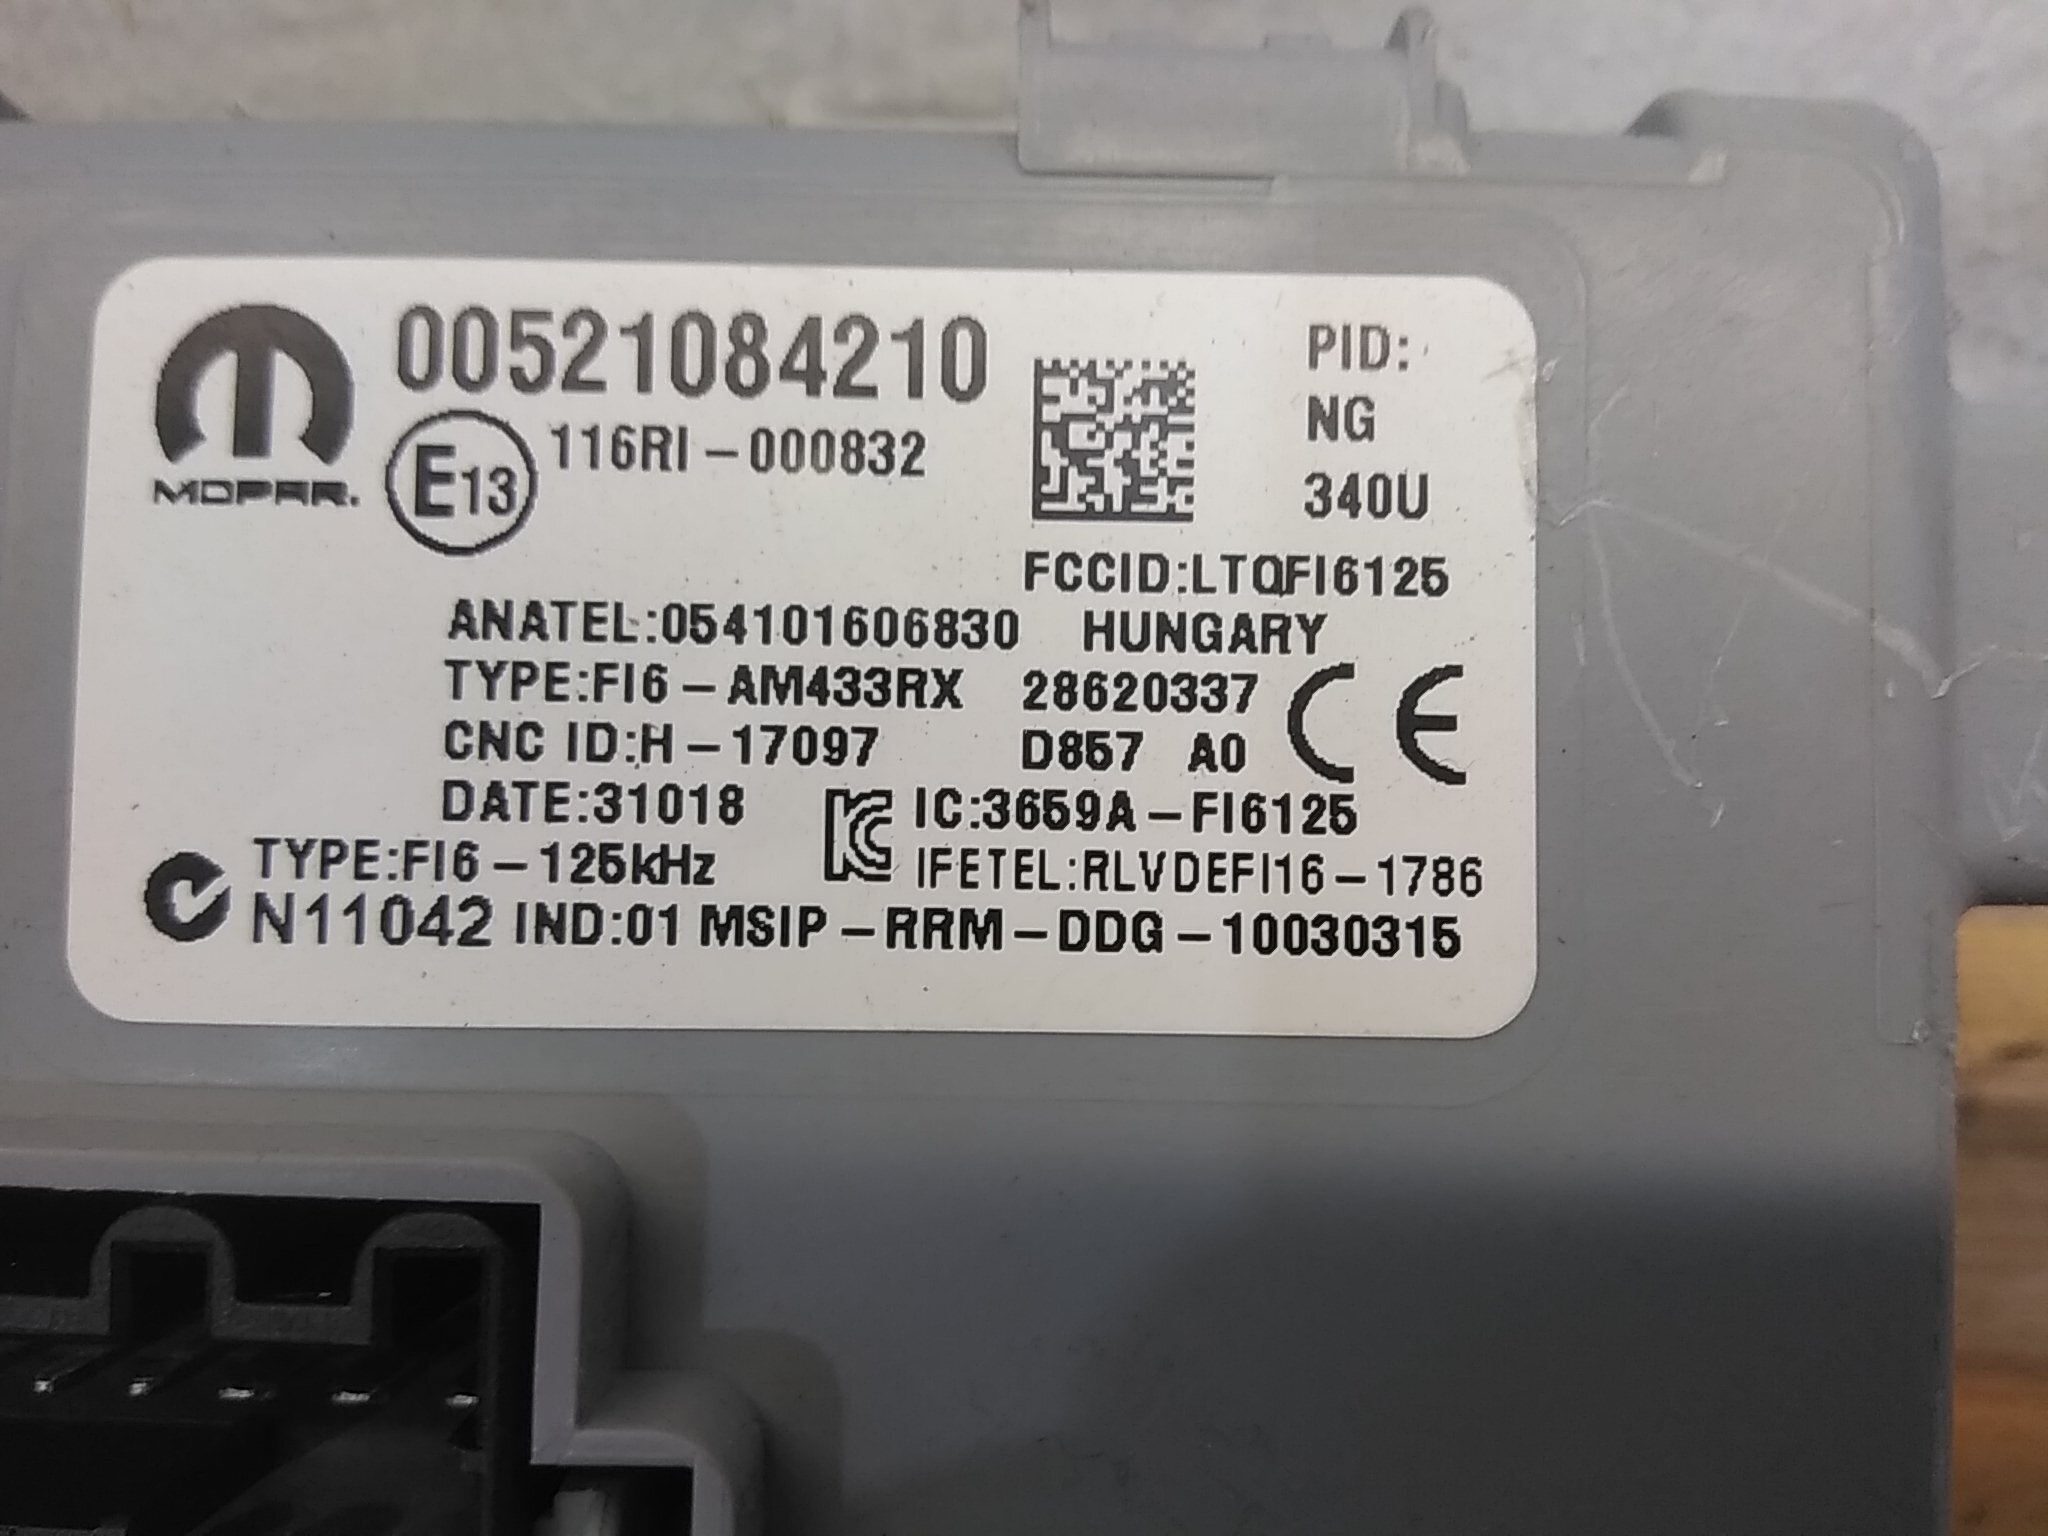 00521084210
MOPAR.
E13 116RI-000832
PID:
NG
340U
FCCID:LTQFI6125
ANATEL:054101606830 HUNGARY
TYPE:FI6-AM433RX 28620337
CNC ID:H-17097 D857 A0 CE
DATE:31018 IC:3659A-FI6125
TYPE:FI6-125kHz IFETEL:RLVDEFI16-1786
N11042 IND:01 MSIP-RRM-DDG-10030315